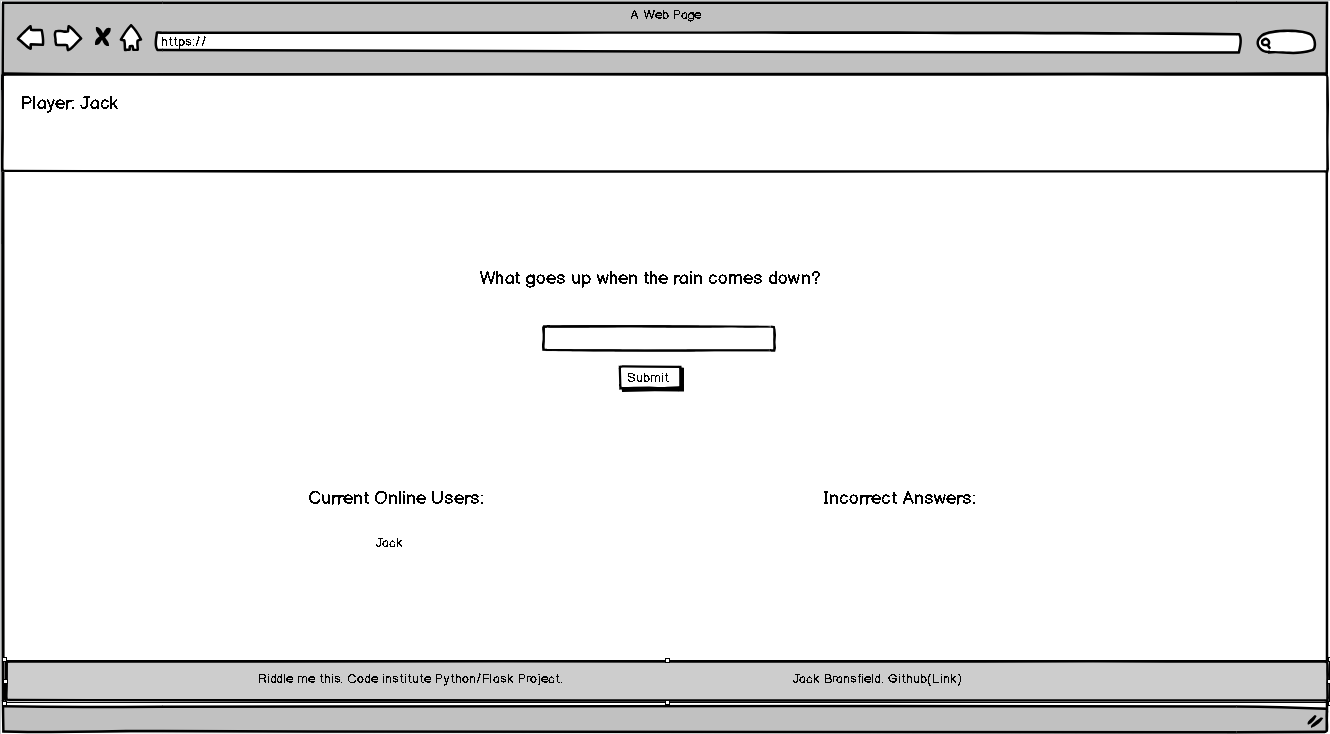 A Web Page
https://
Player: Jack
What goes up when the rain comes down?
Submit
Current Online Users:
Incorrect Answers:
Jack
Riddle me this. Code institute Python/Flask Project.
Jack Bransfield. Github(Link)